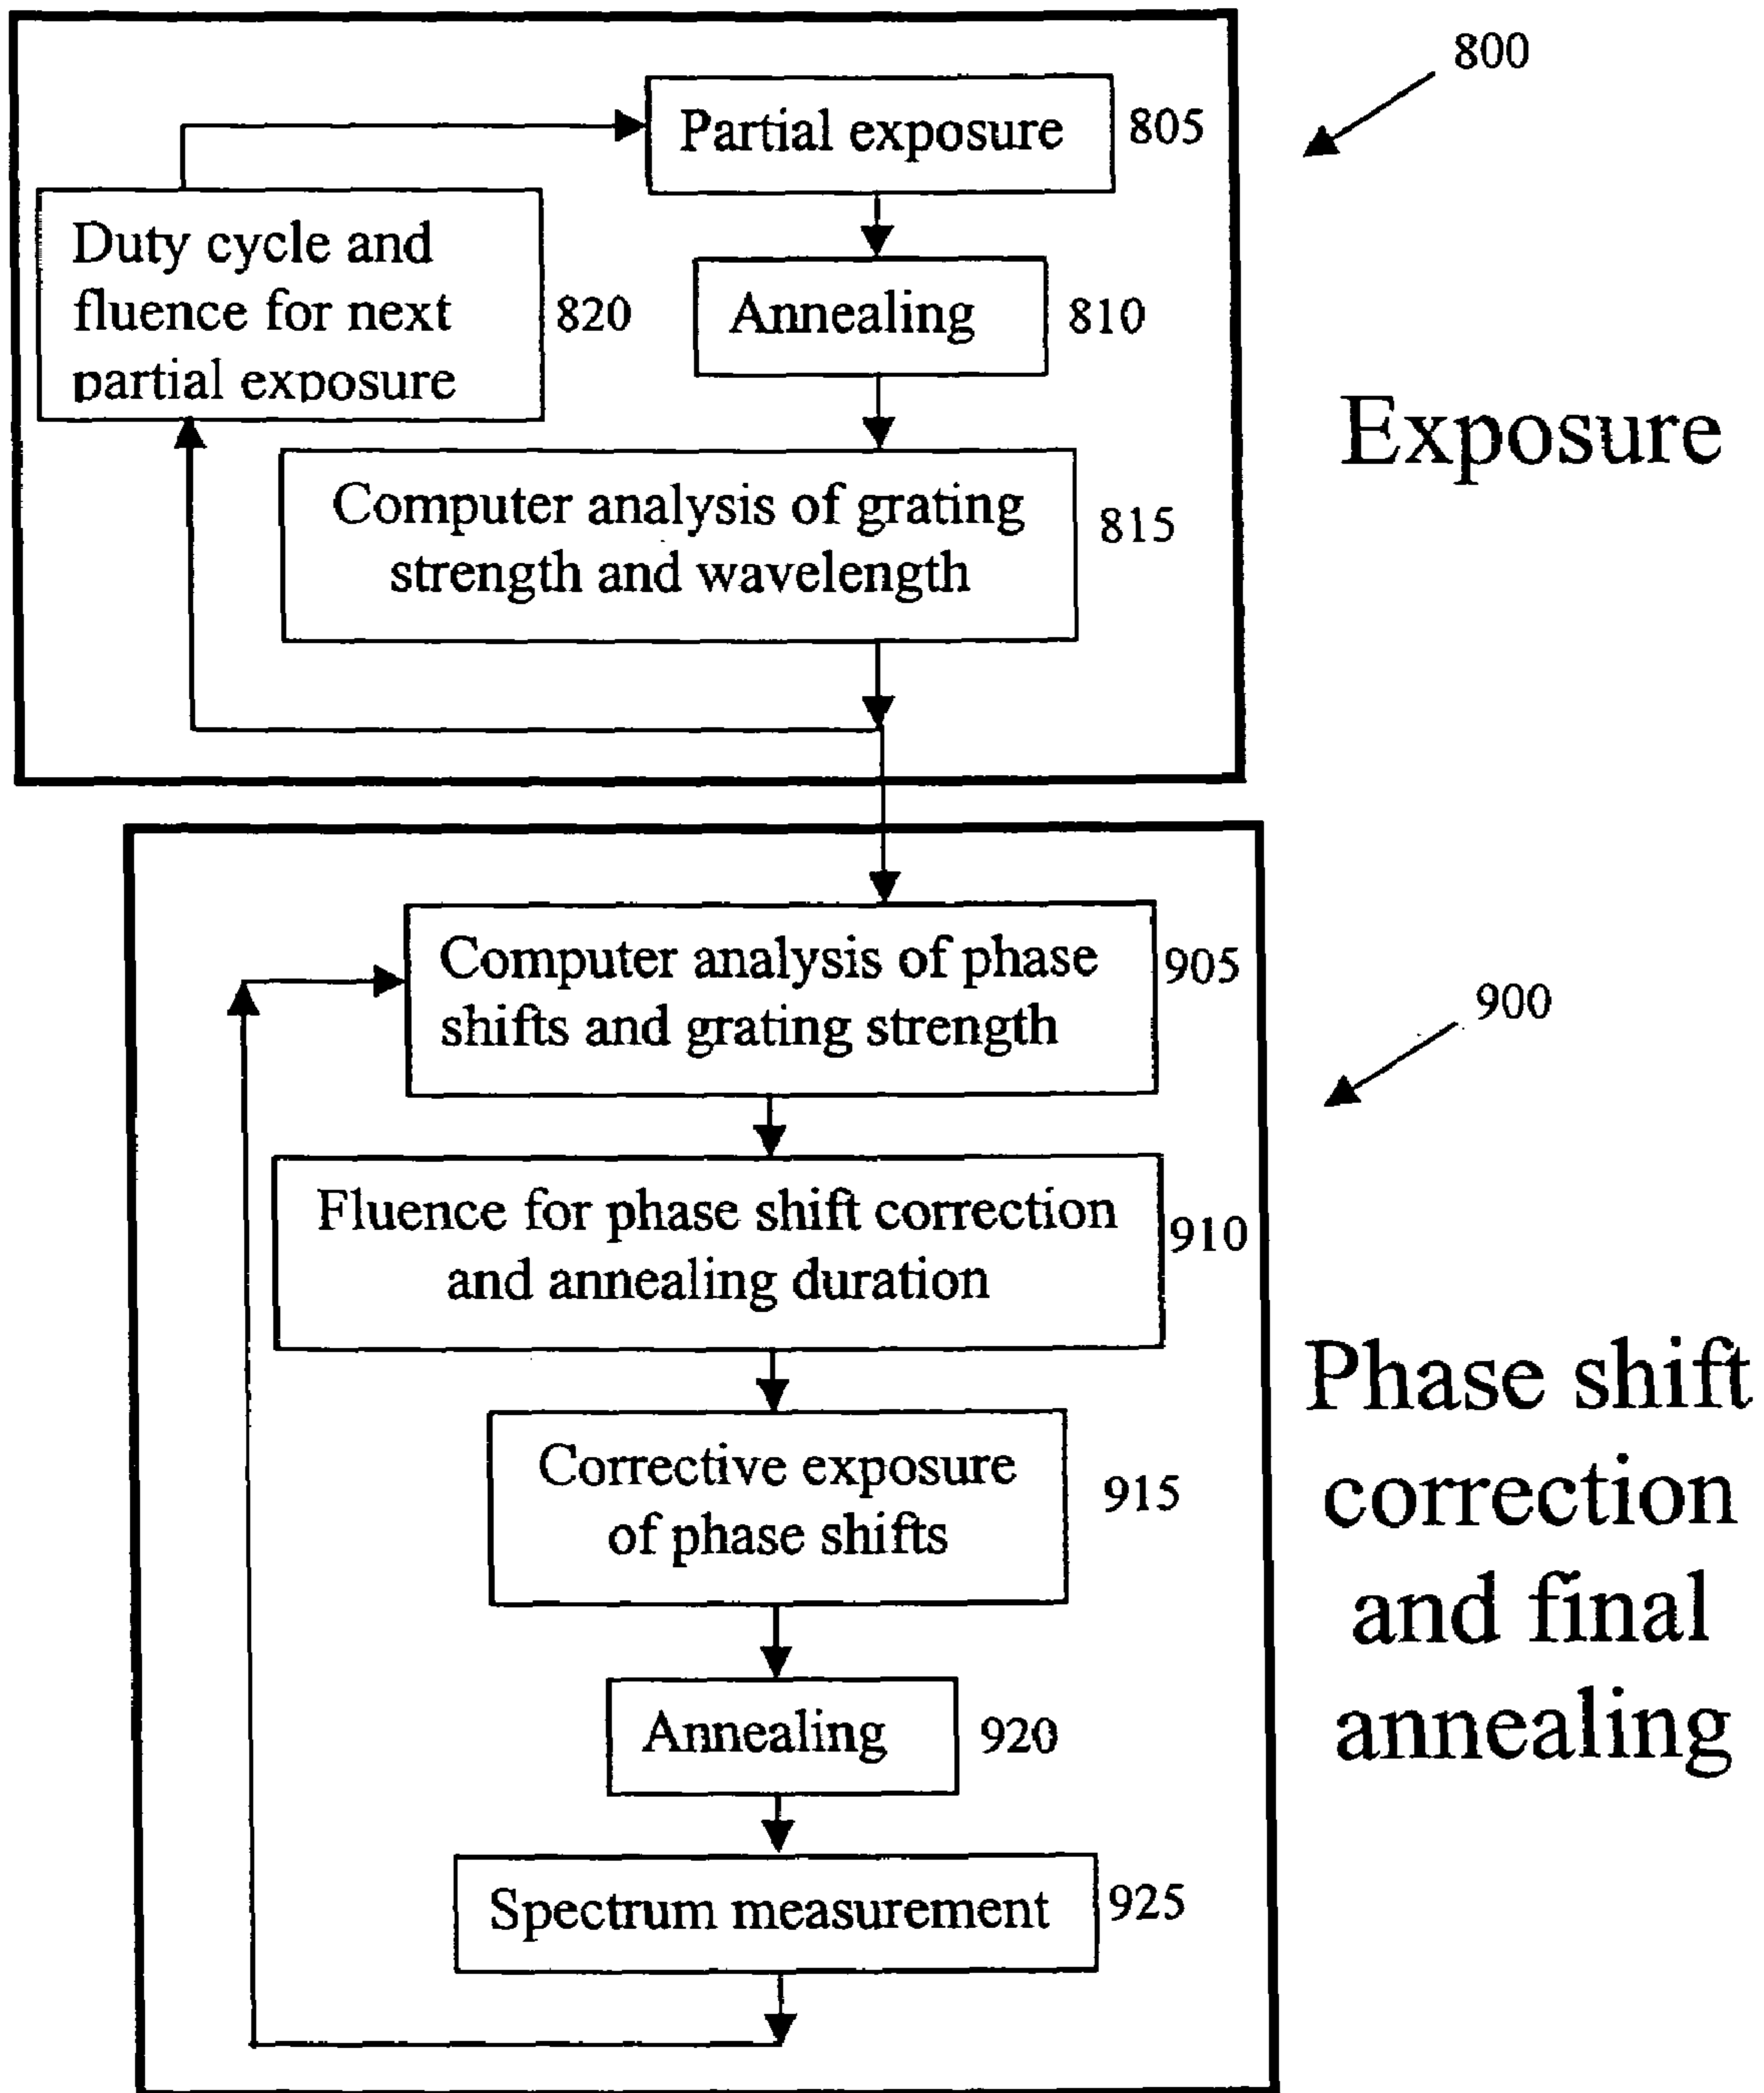 800
Partial exposure
805
Duty cycle and
fluence for next
partial exposure
820
Annealing
810
Exposure
Computer analysis of grating
strength and wavelength
815
Computer analysis of phase
shifts and grating strength
905
900
Fluence for phase shift correction
and annealing duration
910
Phase shift
correction
and final
annealing
Corrective exposure
of phase shifts
915
Annealing
920
Spectrum measurement
925